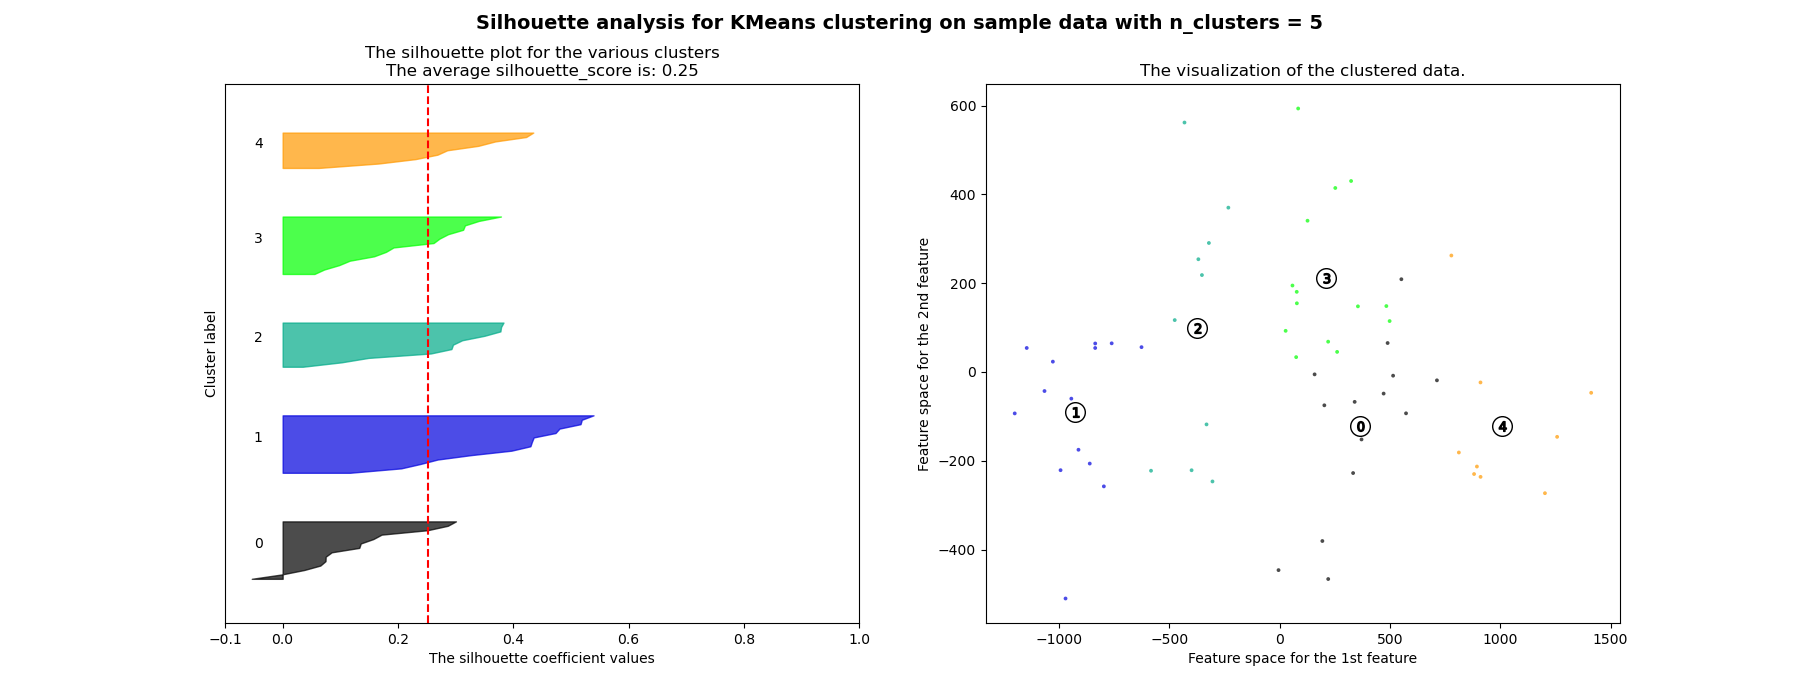 Silhouette analysis for KMeans clustering on sample data with n_clusters = 5
The silhouette plot for the various clusters
The average silhouette_score is: 0.25
4
3
2
1
0
Cluster label
−0.1 0.0 0.2 0.4 0.6 0.8 1.0
The silhouette coefficient values
The visualization of the clustered data.
600
400
200
0
−200
−400
Feature space for the 2nd feature
3
2
1
0
4
−1000 −500 0 500 1000 1500
Feature space for the 1st feature